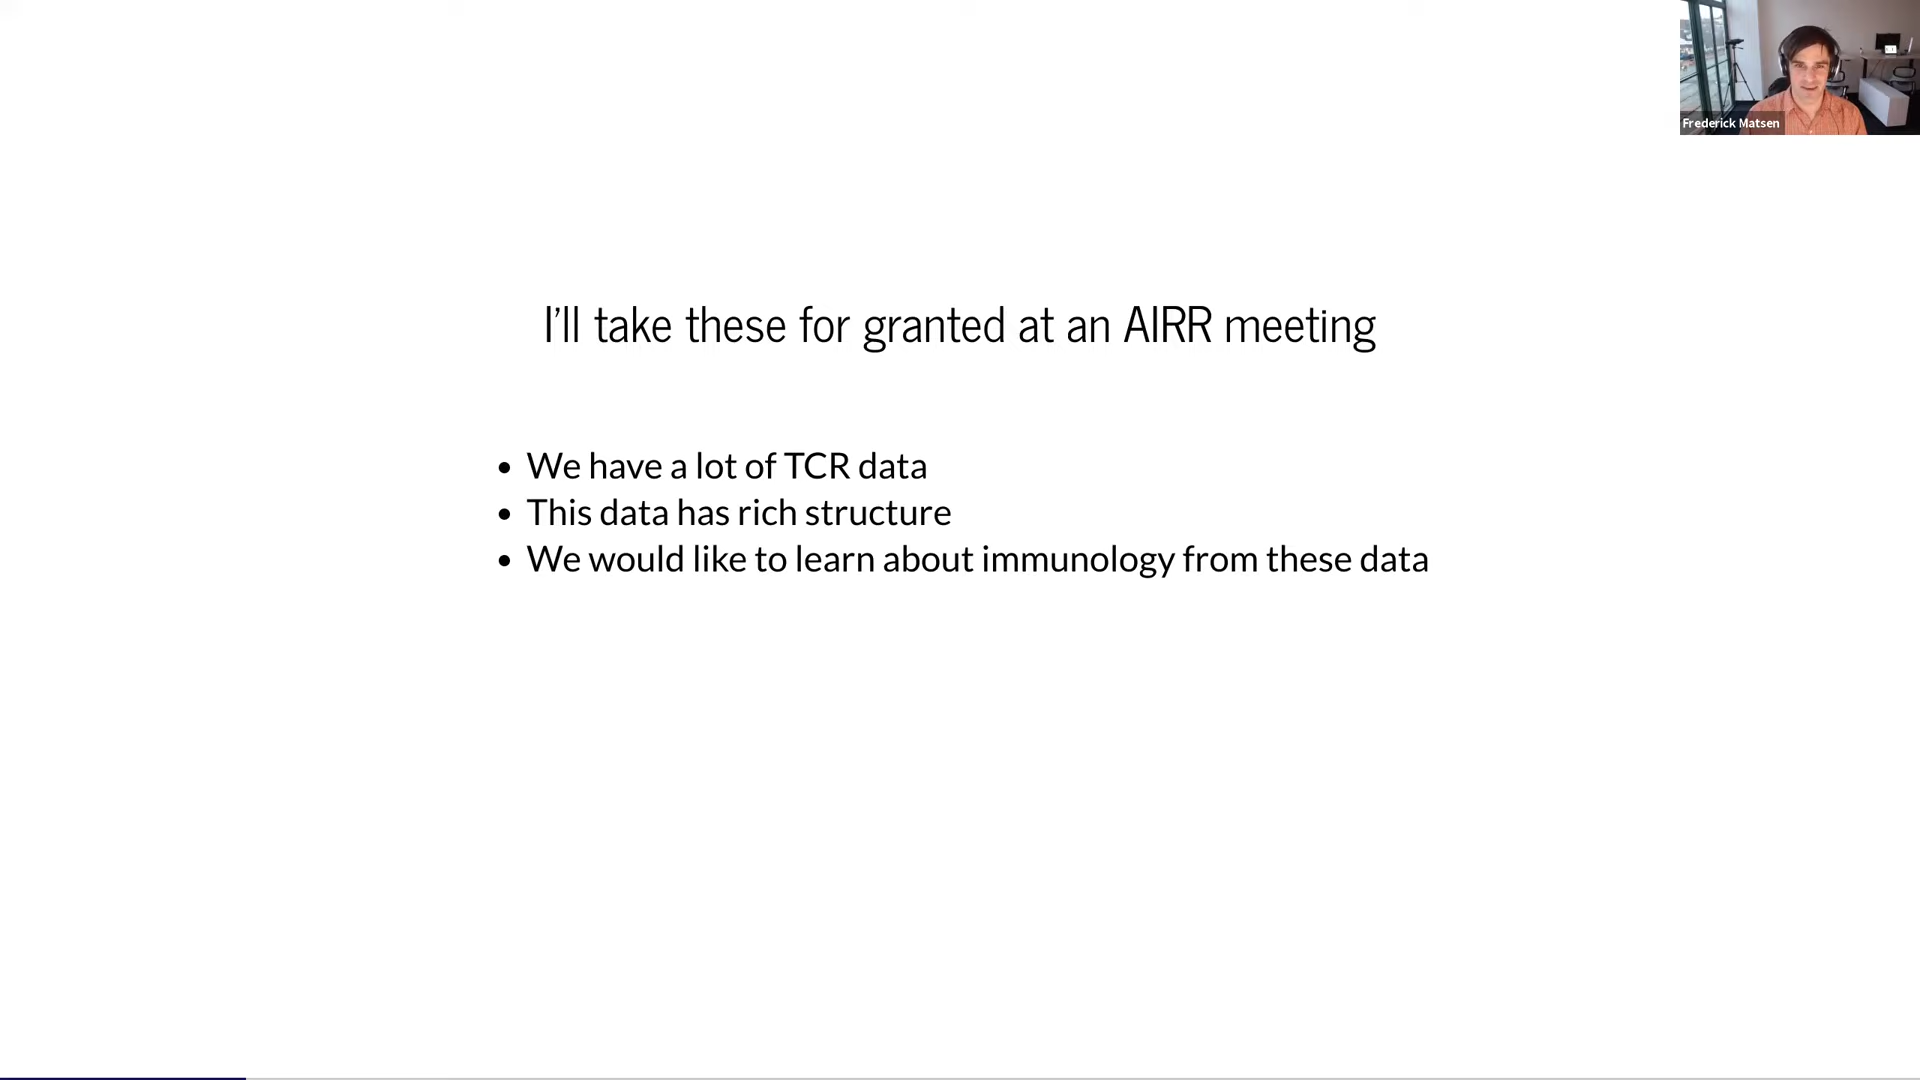 Frederick Matsen
I'll take these for granted at an AIRR meeting
• We have a lot of TCR data
• This data has rich structure
• We would like to learn about immunology from these data